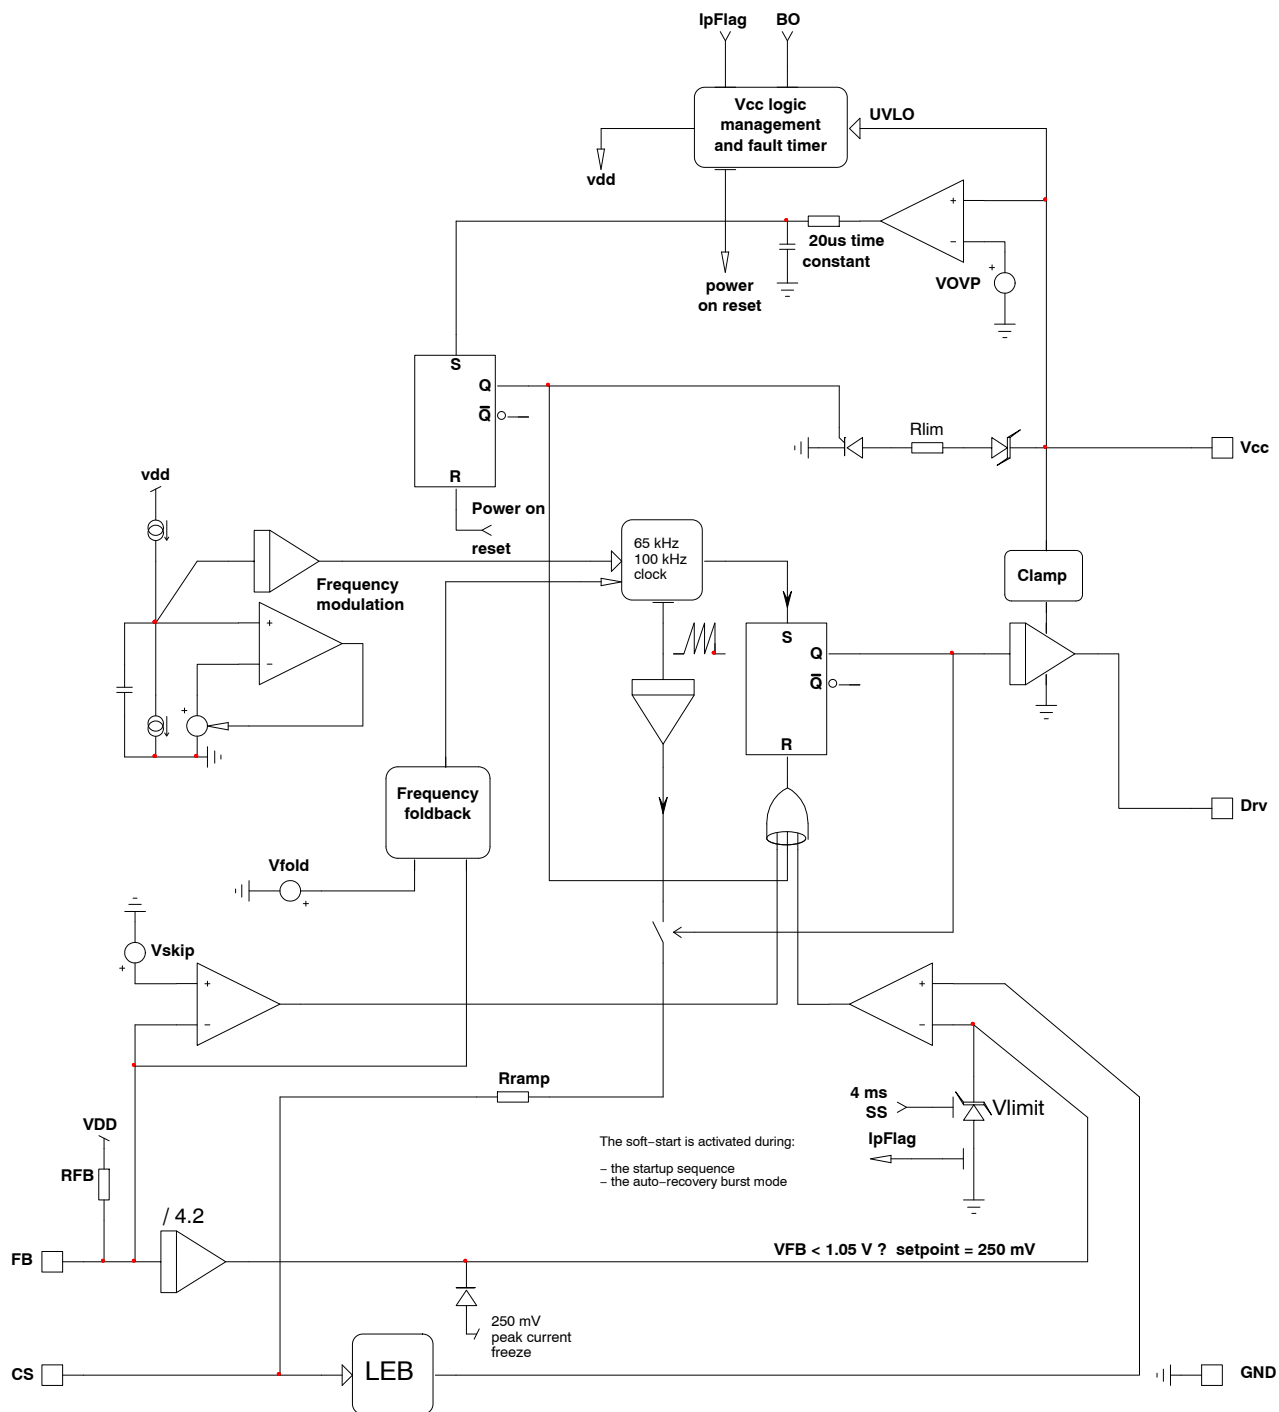 IpFlag
BO
Vcc logic
management
and fault timer
UVLO
vdd
+
−
20us time
constant
+
VOVP
power
on reset
S
Q
Q
R
Power on
reset
Rlim
Vcc
vdd
Frequency
modulation
+
−
+
65 kHz
100 kHz
clock
Clamp
S
Q
Q
R
Drv
Frequency
foldback
Vfold
+
Vskip
+
+
−
+
−
Rramp
4 ms
SS
Vlimit
IpFlag
The soft−start is activated during:
− the startup sequence
− the auto−recovery burst mode
VDD
RFB
/ 4.2
FB
VFB < 1.05 V ? setpoint = 250 mV
250 mV
peak current
freeze
CS
LEB
GND